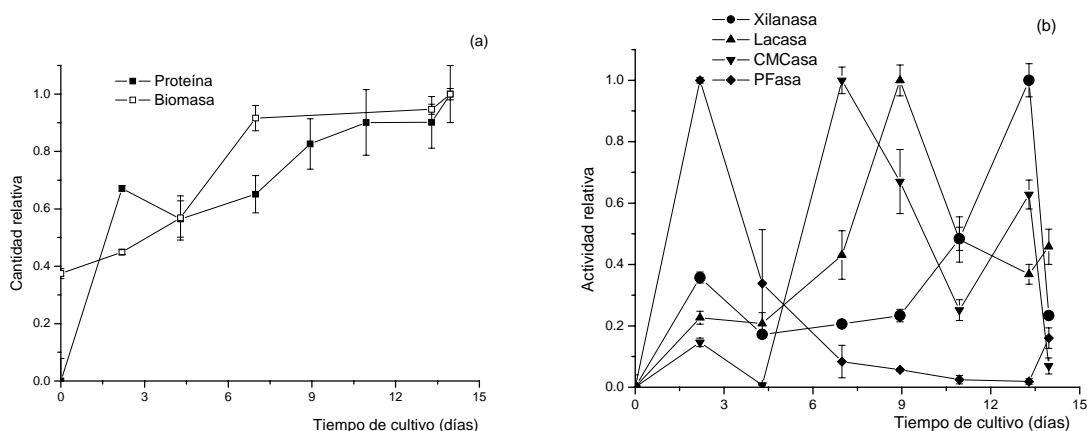 (a)
Proteína
Biomasa
Cantidad relativa
1.0
0.8
0.6
0.4
0.2
0.0
0 3 6 9 12 15
Tiempo de cultivo (días)
Xilanasa
Lacasa
CMCasa
PFasa
(b)
Actividad relativa
1.0
0.8
0.6
0.4
0.2
0.0
0 3 6 9 12 15
Tiempo de cultivo (días)